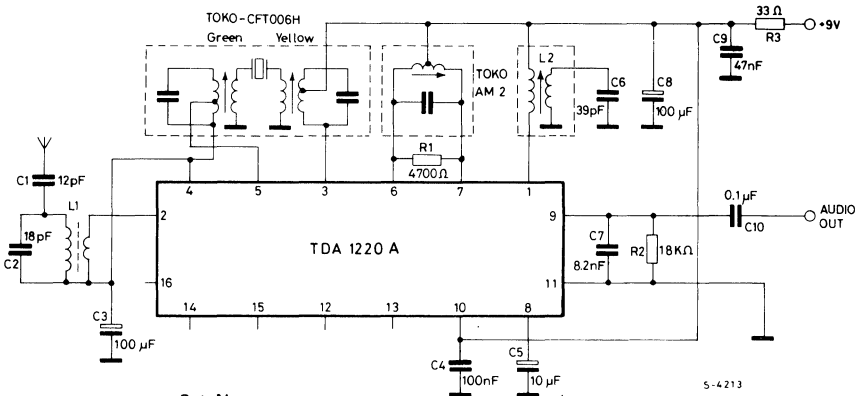 TOKO-CFT006H
Green Yellow
33 Ω
R3
+9V
C9
47nF
TOKO
AM 2
L2
C6
39pF
C8
100 µF
R1
4700Ω
C1 12pF
L1
18pF
C2
4 5 3 6 7 1
2
TDA 1220 A
9
0.1µF
C10
AUDIO
OUT
C7
8.2nF
R2 18KΩ
16
11
14 15 12 13 10 8
C3
100 µF
C4
100nF
C5
10 µF
S-4213